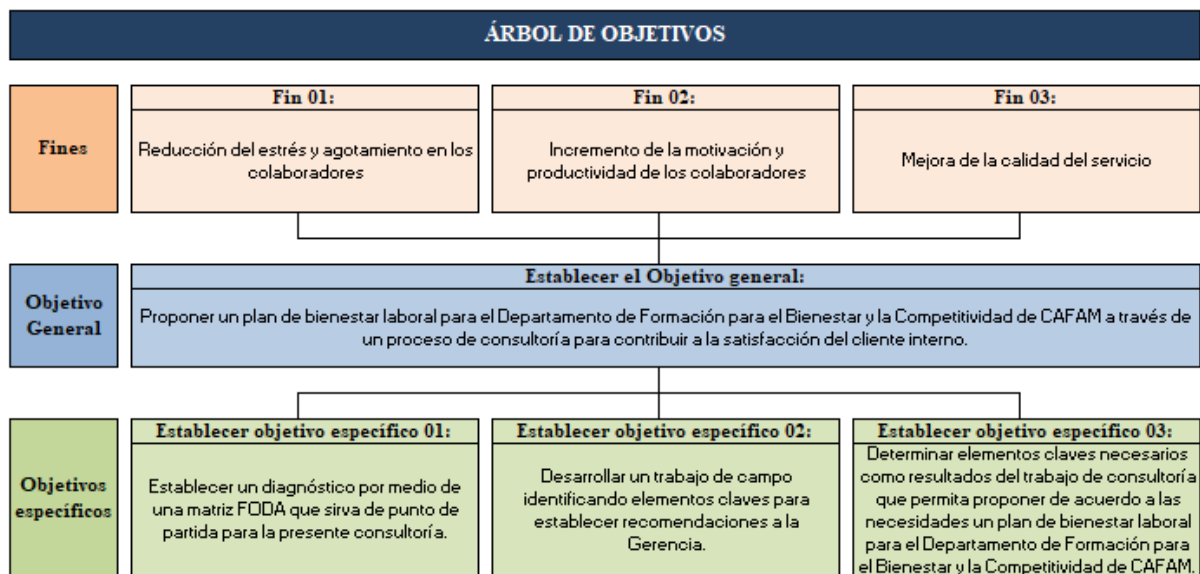 ÁRBOL DE OBJETIVOS
Fines
Fin 01:
Reducción del estrés y agotamiento en los
colaboradores
Fin 02:
Incremento de la motivación y
productividad de los colaboradores
Fin 03:
Mejora de la calidad del servicio
Objetivo
General
Establecer el Objetivo general:
Proponer un plan de bienestar laboral para el Departamento de Formación para el Bienestar y la Competitividad de CAFAM a través de
un proceso de consultoría para contribuir a la satisfacción del cliente interno.
Objetivos
específicos
Establecer objetivo específico 01:
Establecer un diagnóstico por medio de
una matriz FODA que sirva de punto de
partida para la presente consultoría.
Establecer objetivo específico 02:
Desarrollar un trabajo de campo
identificando elementos claves para
establecer recomendaciones a la
Gerencia.
Establecer objetivo específico 03:
Determinar elementos claves necesarios
como resultados del trabajo de consultoría
que permita proponer de acuerdo a las
necesidades un plan de bienestar laboral
para el Departamento de Formación para
el Bienestar y la Competitividad de CAFAM.